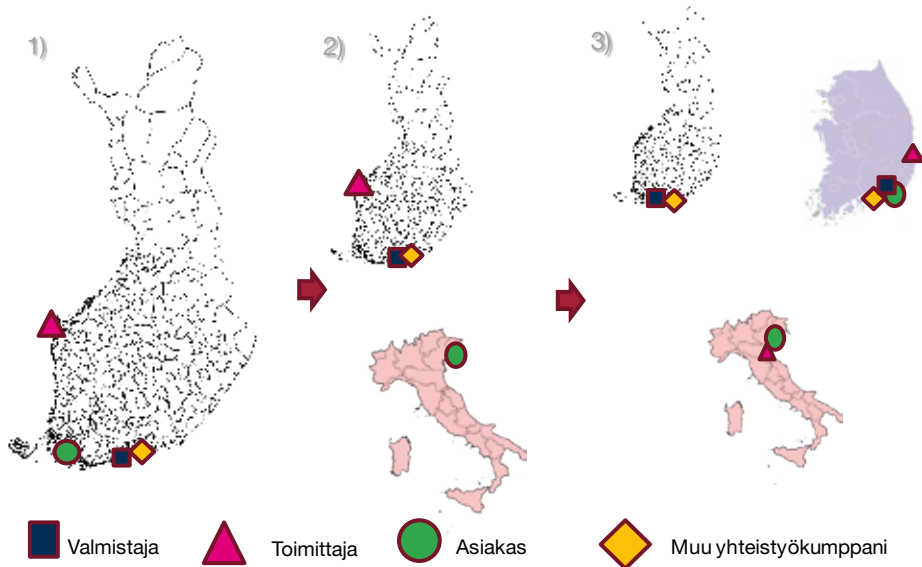 1)
2)
3)
Valmistaja
Toimittaja
Asiakas
Muu yhteistyökumppani